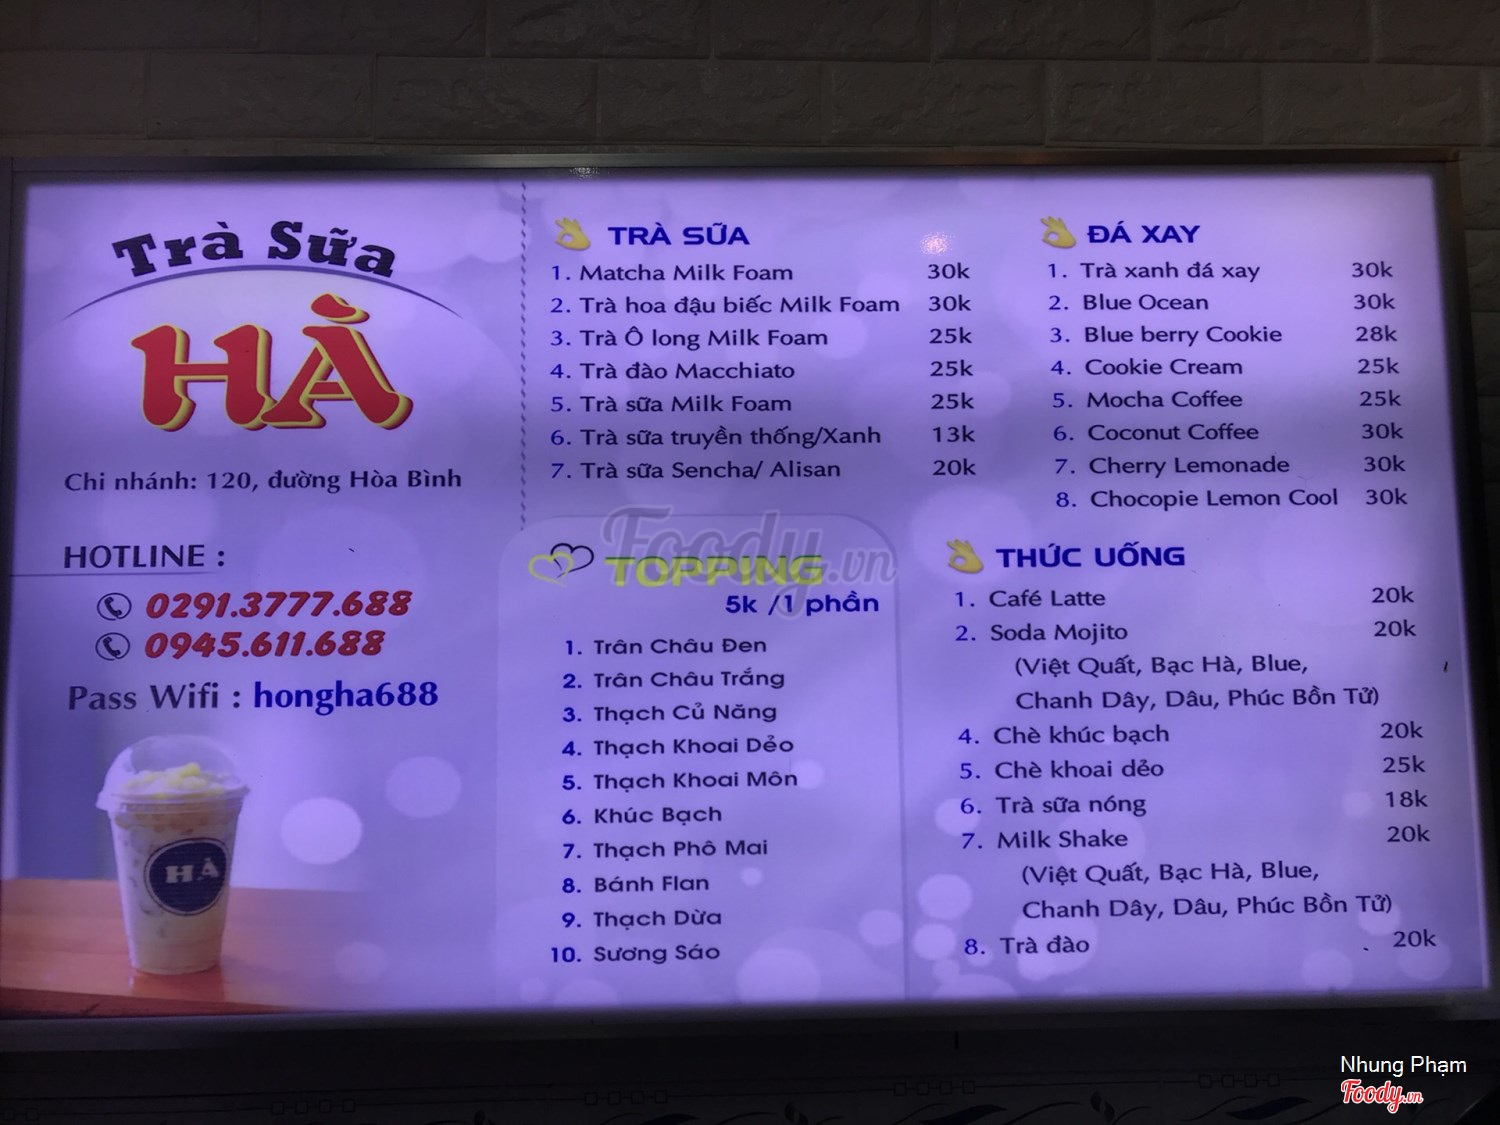 Trà Sữa
HÀ
Chi nhánh: 120, đường Hòa Bình
HOTLINE :
0291.3777.688
0945.611.688
Pass Wifi : hongha688
HÀ
TRÀ SỮA
1. Matcha Milk Foam 30k
2. Trà hoa đậu biếc Milk Foam 30k
3. Trà Ô long Milk Foam 25k
4. Trà đào Macchiato 25k
5. Trà sữa Milk Foam 25k
6. Trà sữa truyền thống/Xanh 13k
7. Trà sữa Sencha/ Alisan 20k
Foody.vn
TOPPING
5k /1 phần
1. Trân Châu Đen
2. Trân Châu Trắng
3. Thạch Củ Năng
4. Thạch Khoai Dẻo
5. Thạch Khoai Môn
6. Khúc Bạch
7. Thạch Phô Mai
8. Bánh Flan
9. Thạch Dừa
10. Sương Sáo
ĐÁ XAY
1. Trà xanh đá xay 30k
2. Blue Ocean 30k
3. Blue berry Cookie 28k
4. Cookie Cream 25k
5. Mocha Coffee 25k
6. Coconut Coffee 30k
7. Cherry Lemonade 30k
8. Chocopie Lemon Cool 30k
THỨC UỐNG
1. Café Latte 20k
2. Soda Mojito 20k
(Việt Quất, Bạc Hà, Blue,
Chanh Dây, Dâu, Phúc Bồn Tử)
4. Chè khúc bạch 20k
5. Chè khoai dẻo 25k
6. Trà sữa nóng 18k
7. Milk Shake 20k
(Việt Quất, Bạc Hà, Blue,
Chanh Dây, Dâu, Phúc Bồn Tử)
8. Trà đào 20k
Nhung Phạm
Foody.vn